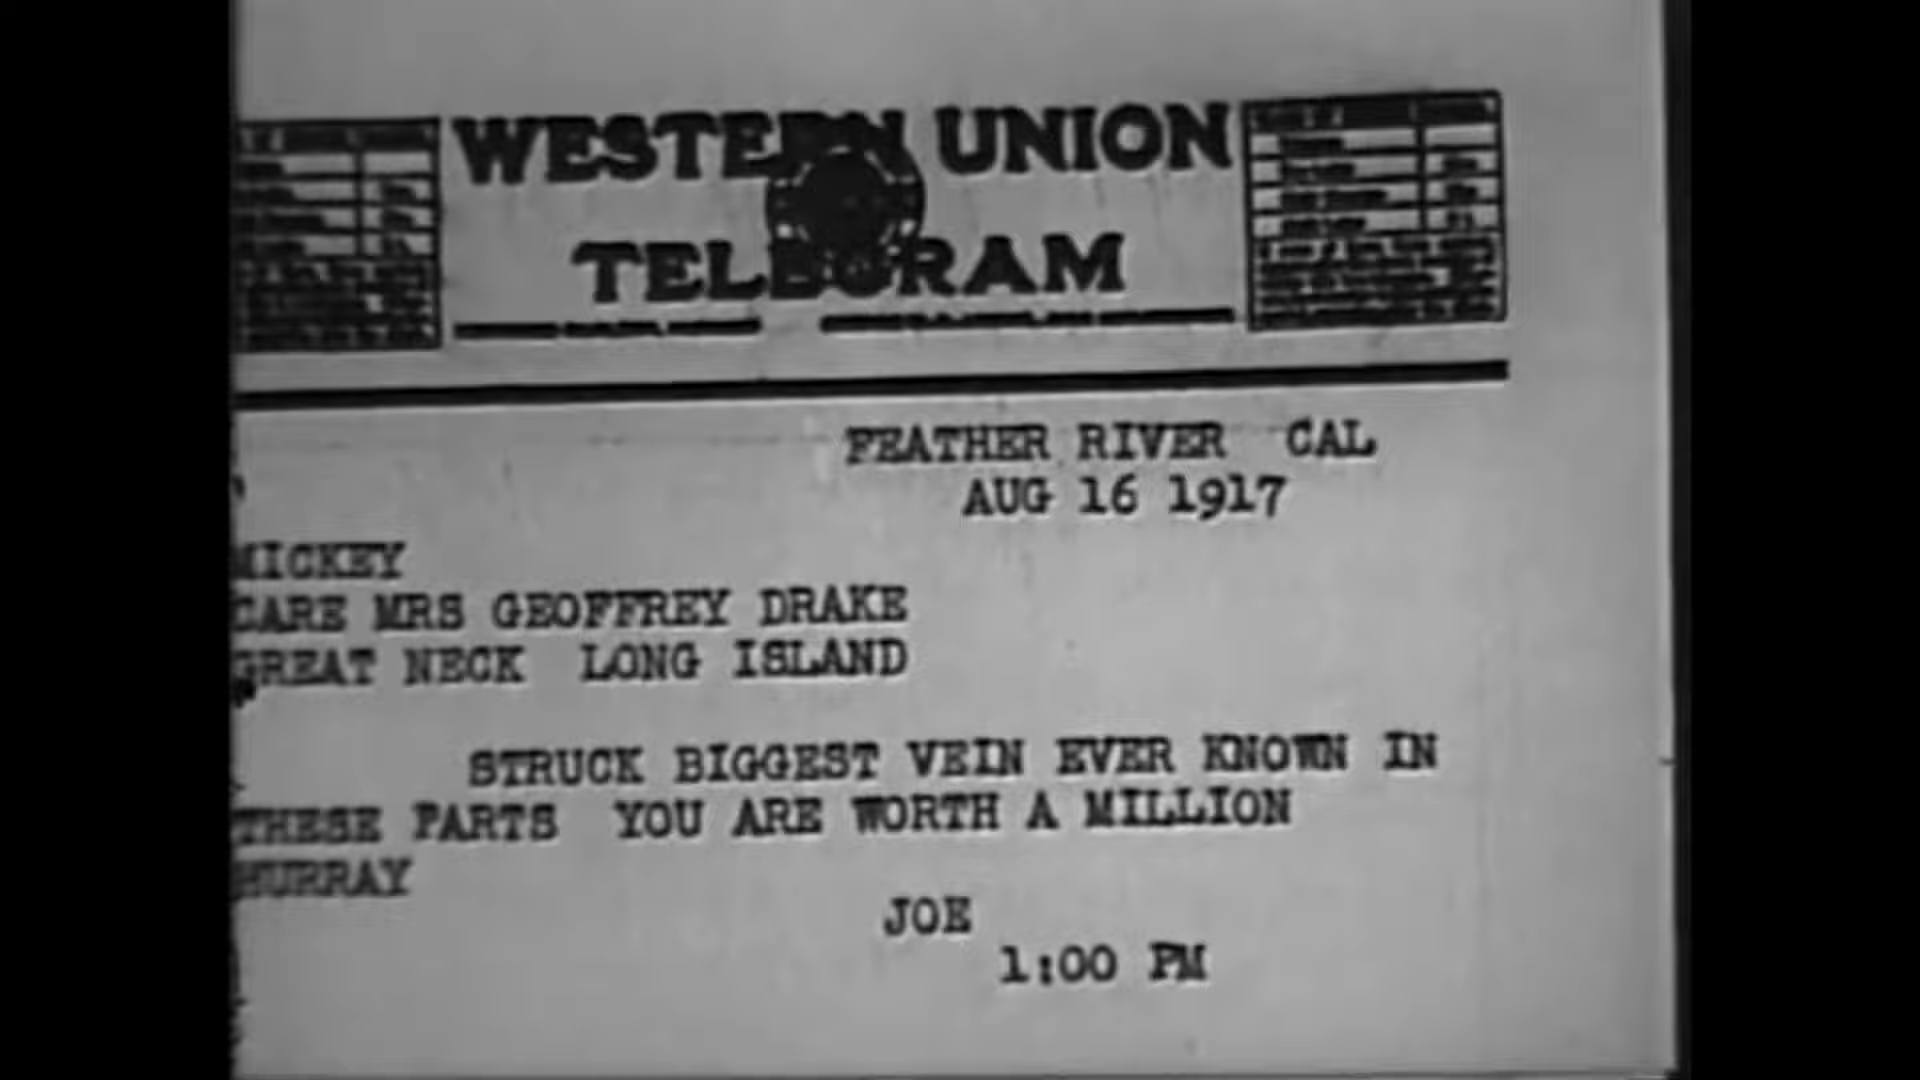 WESTERN UNION
TELEGRAM
FEATHER RIVER CAL
AUG 16 1917
MICKEY
CARE MRS GEOFFREY DRAKE
GREAT NECK LONG ISLAND
STRUCK BIGGEST VEIN EVER KNOWN IN
THESE PARTS YOU ARE WORTH A MILLION
HURRAY
JOE
1:00 PM